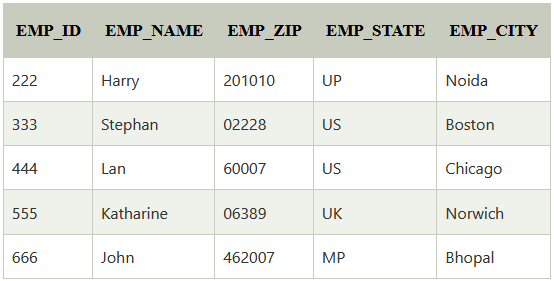 EMP_ID EMP_NAME EMP_ZIP EMP_STATE EMP_CITY
222 Harry 201010 UP Noida
333 Stephan 02228 US Boston
444 Lan 60007 US Chicago
555 Katharine 06389 UK Norwich
666 John 462007 MP Bhopal